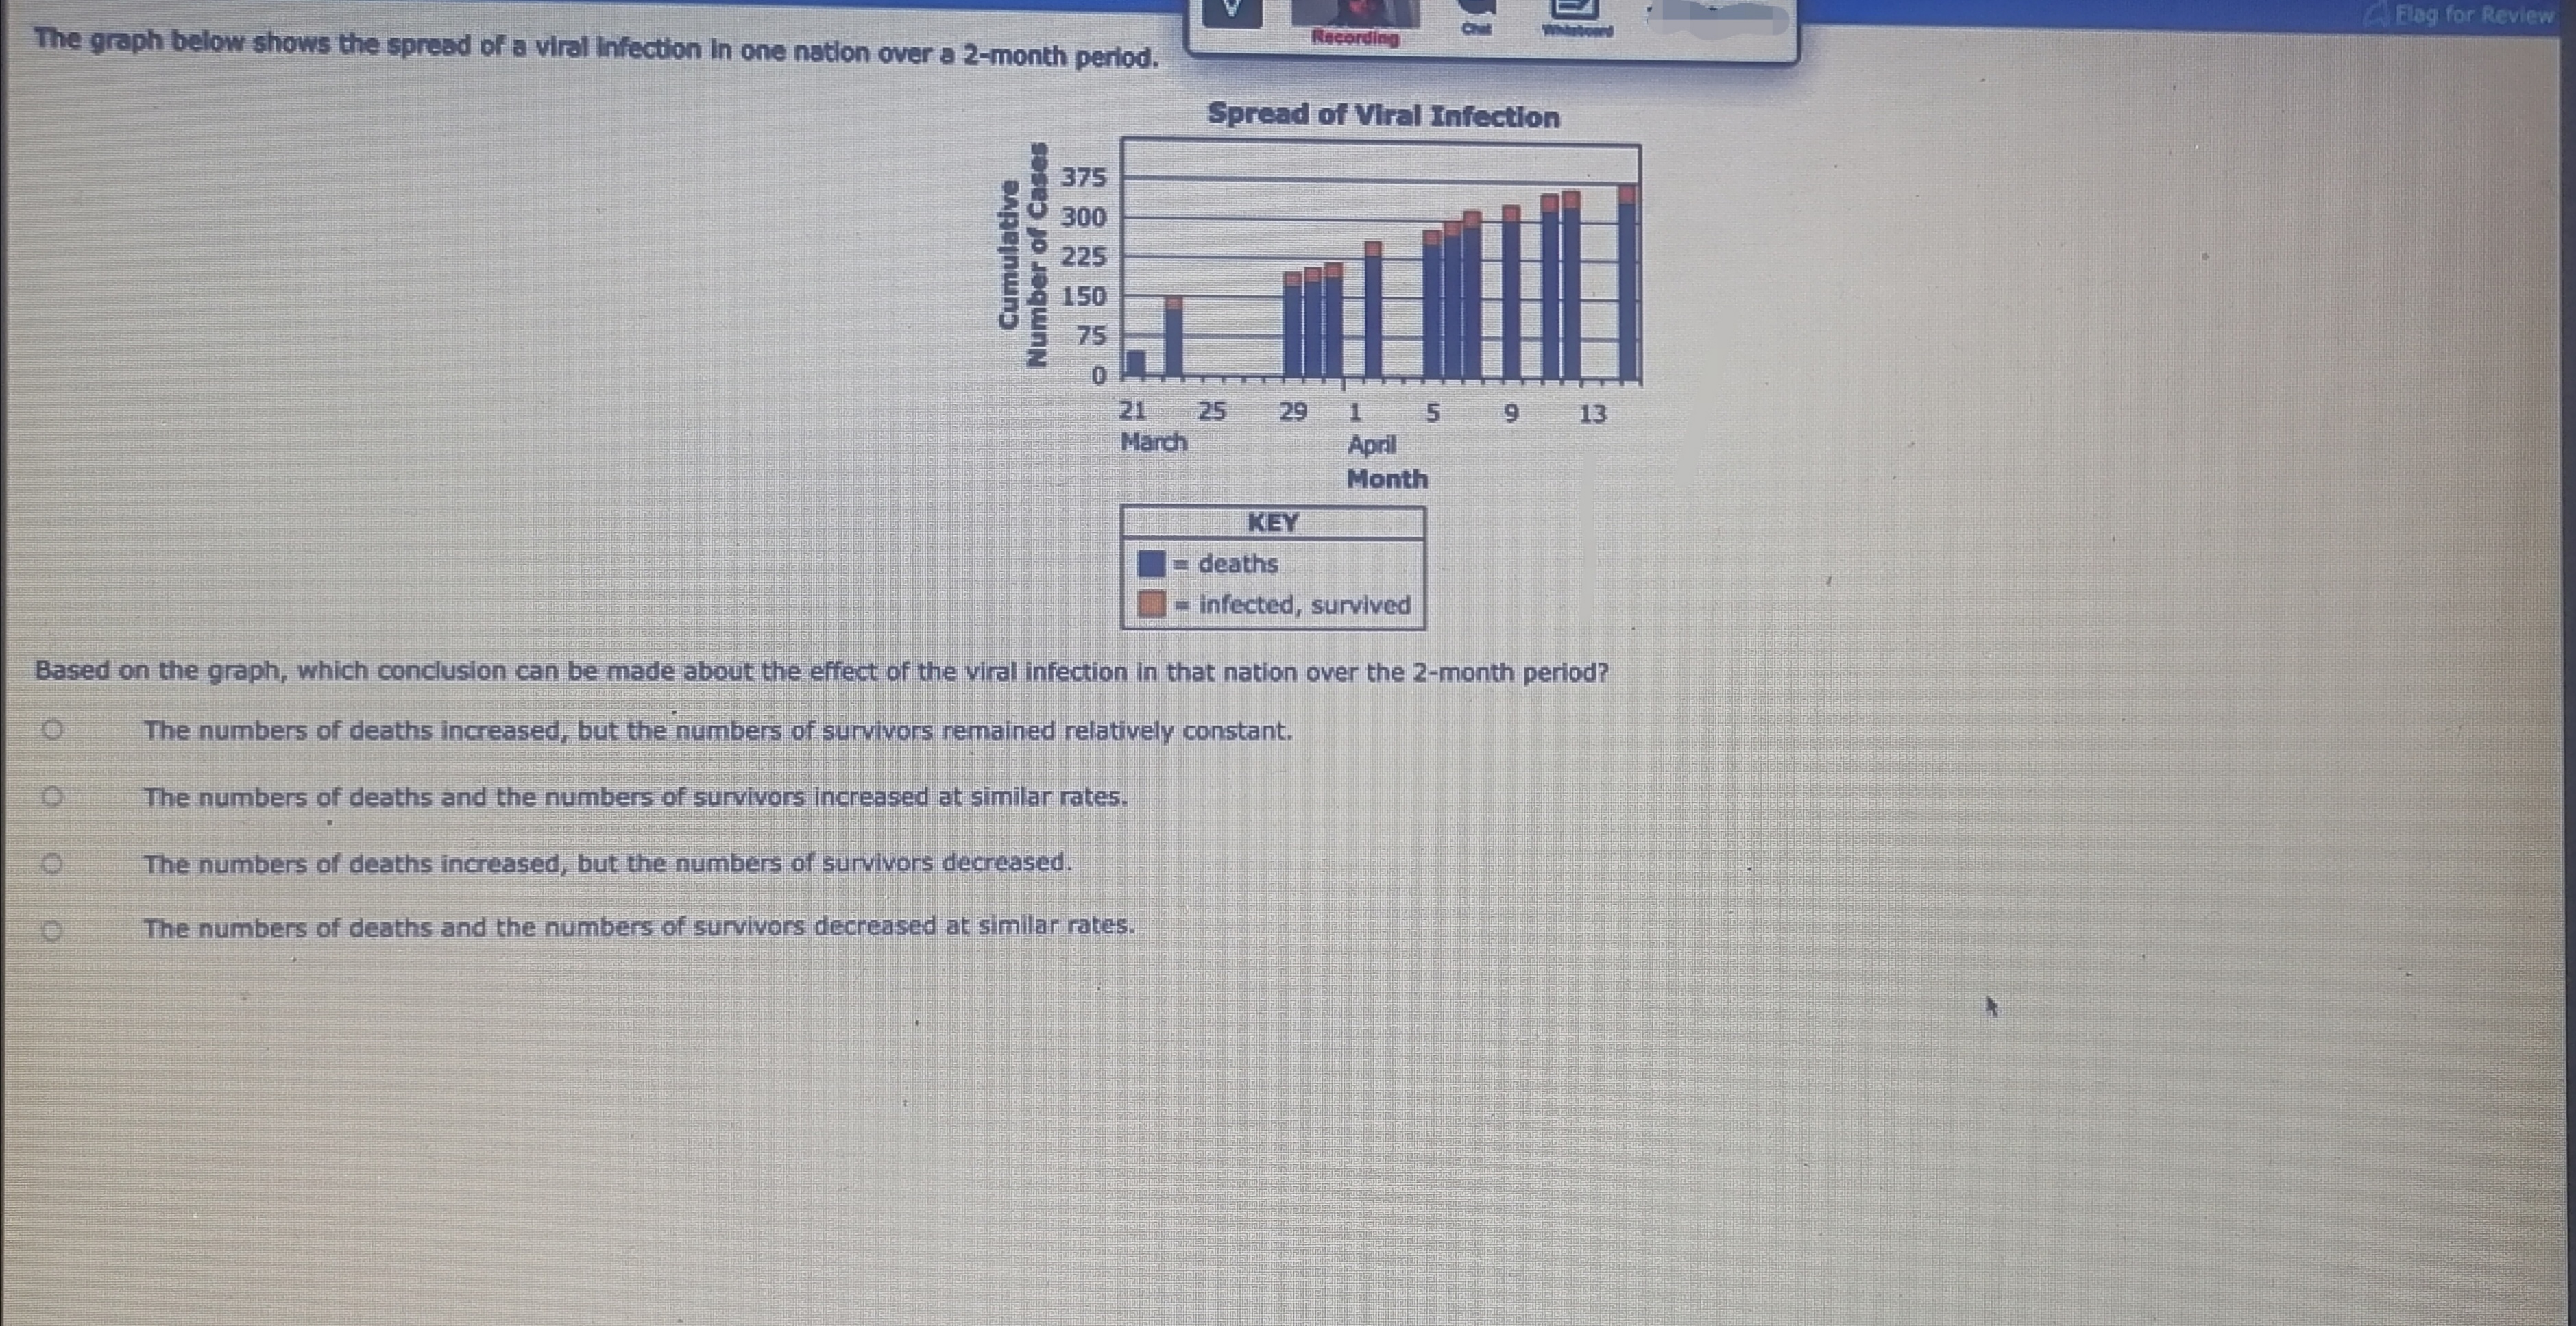 Flag for Review
Recording
Chat
Whiteboard
The graph below shows the spread of a viral infection in one nation over a 2-month period.
Spread of Viral Infection
Cumulative
Number of Cases
375
300
225
150
75
0
21 25 29 1 5 9 13
March April
Month
KEY
= deaths
= infected, survived
Based on the graph, which conclusion can be made about the effect of the viral infection in that nation over the 2-month period?
The numbers of deaths increased, but the numbers of survivors remained relatively constant.
The numbers of deaths and the numbers of survivors increased at similar rates.
The numbers of deaths increased, but the numbers of survivors decreased.
The numbers of deaths and the numbers of survivors decreased at similar rates.